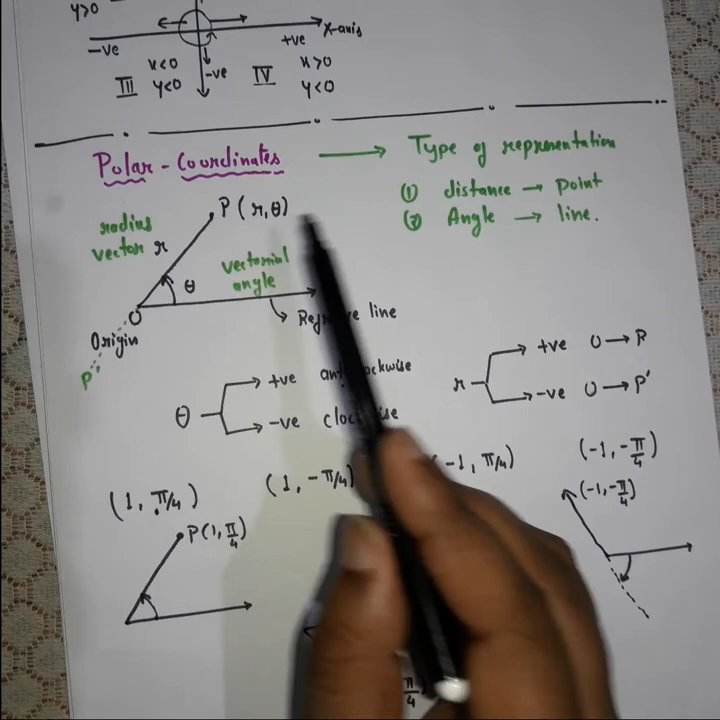 y>0
X-axis
-ve
+ve
x<0
x>0
-ve
III
y<0
IV
y<0
Polar-Coordinates → Type of representation
① distance → point
② Angle → line.
P(r,θ)
radius
vector r
vectorial
angle
θ
O
Origin
line
P'
θ
+ve
-ve
r
+ve O→P
-ve O→P'
(1, π/4)
(1, -π/4)
(-1, π/4)
(-1, -π/4)
P(1, π/4)
(-1, -π/4)
π/4